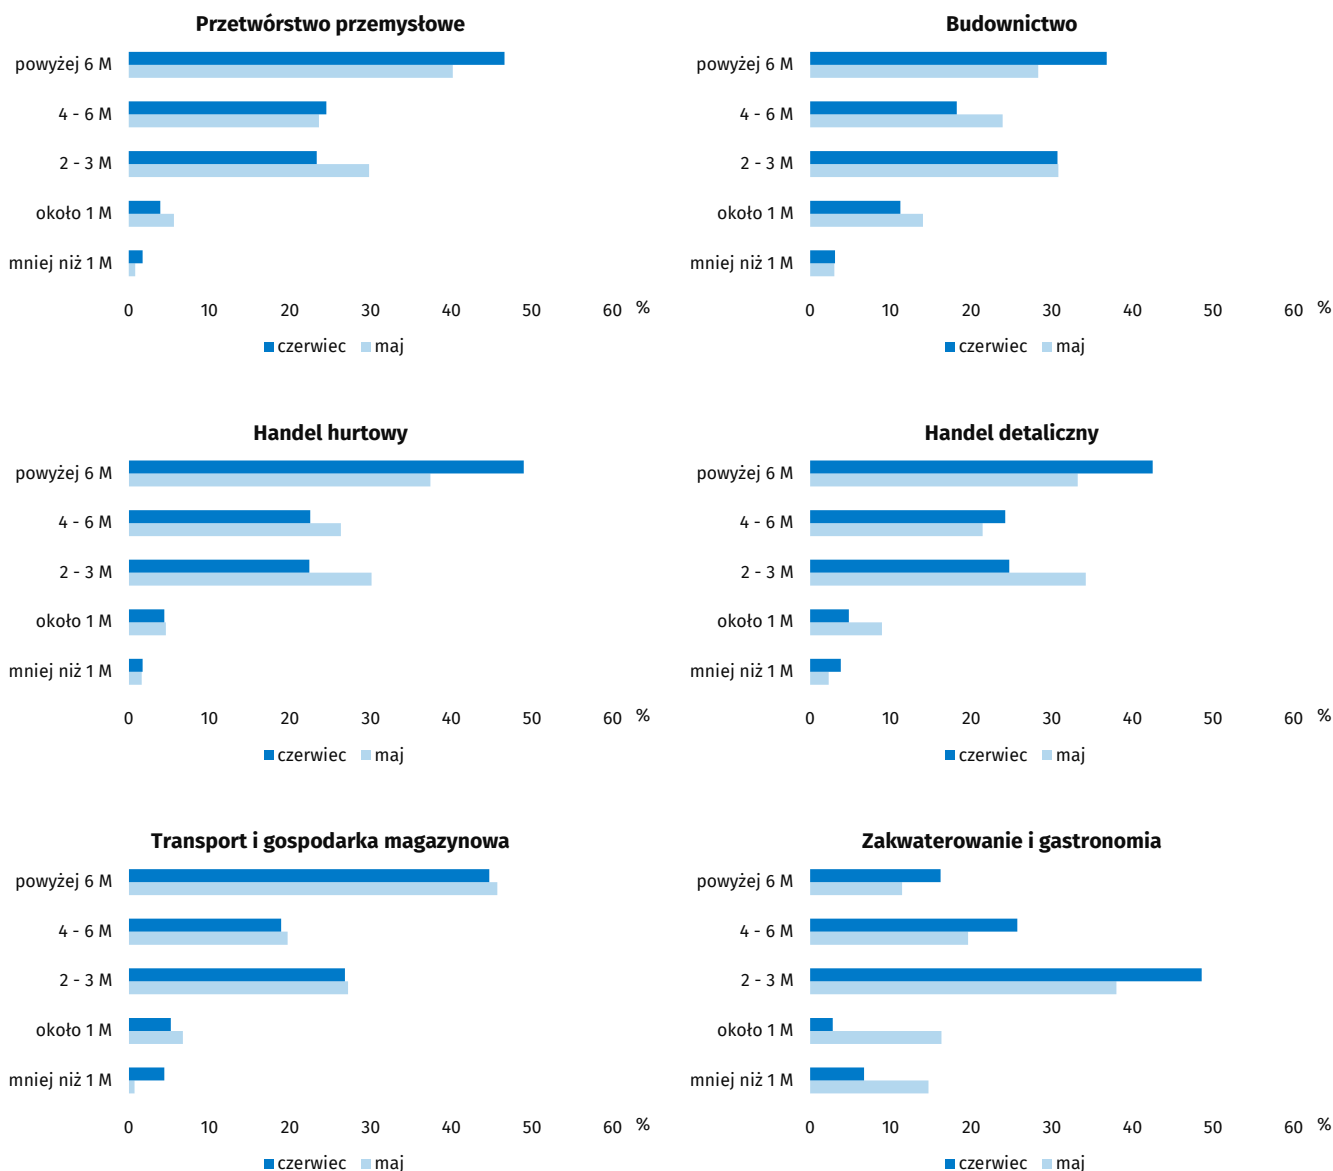 Przetwórstwo przemysłowe
powyżej 6 M
4 - 6 M
2 - 3 M
około 1 M
mniej niż 1 M
0 10 20 30 40 50 60 %
czerwiec maj
Budownictwo
powyżej 6 M
4 - 6 M
2 - 3 M
około 1 M
mniej niż 1 M
0 10 20 30 40 50 60 %
czerwiec maj
Handel hurtowy
powyżej 6 M
4 - 6 M
2 - 3 M
około 1 M
mniej niż 1 M
0 10 20 30 40 50 60 %
czerwiec maj
Handel detaliczny
powyżej 6 M
4 - 6 M
2 - 3 M
około 1 M
mniej niż 1 M
0 10 20 30 40 50 60 %
czerwiec maj
Transport i gospodarka magazynowa
powyżej 6 M
4 - 6 M
2 - 3 M
około 1 M
mniej niż 1 M
0 10 20 30 40 50 60 %
czerwiec maj
Zakwaterowanie i gastronomia
powyżej 6 M
4 - 6 M
2 - 3 M
około 1 M
mniej niż 1 M
0 10 20 30 40 50 60 %
czerwiec maj